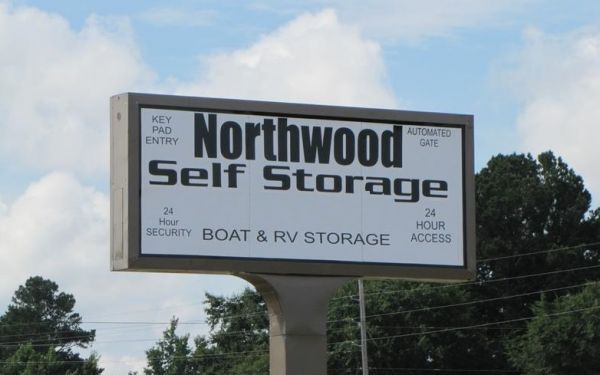 KEY
PAD
ENTRY
Northwood
AUTOMATED
GATE
Self Storage
24
Hour
SECURITY
BOAT & RV STORAGE
24
HOUR
ACCESS